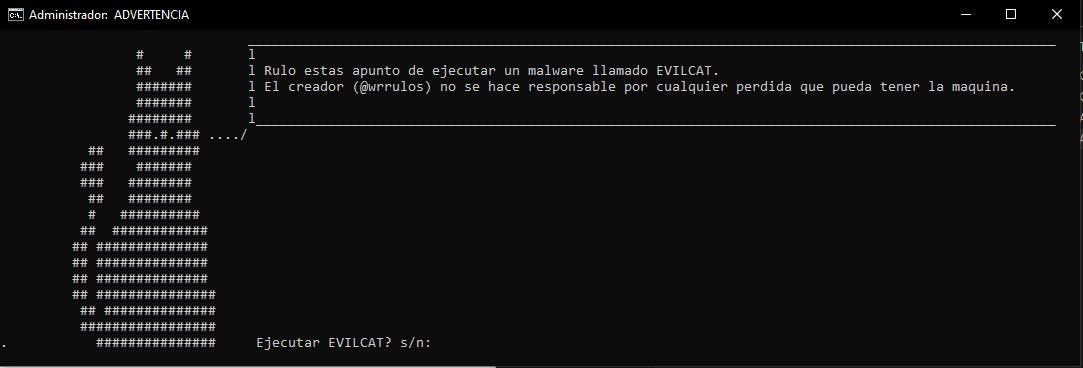 Administrador: ADVERTENCIA
Rulo estas apunto de ejecutar un malware llamado EVILCAT.
El creador (@wrrulos) no se hace responsable por cualquier perdida que pueda tener la maquina.
Ejecutar EVILCAT? s/n: